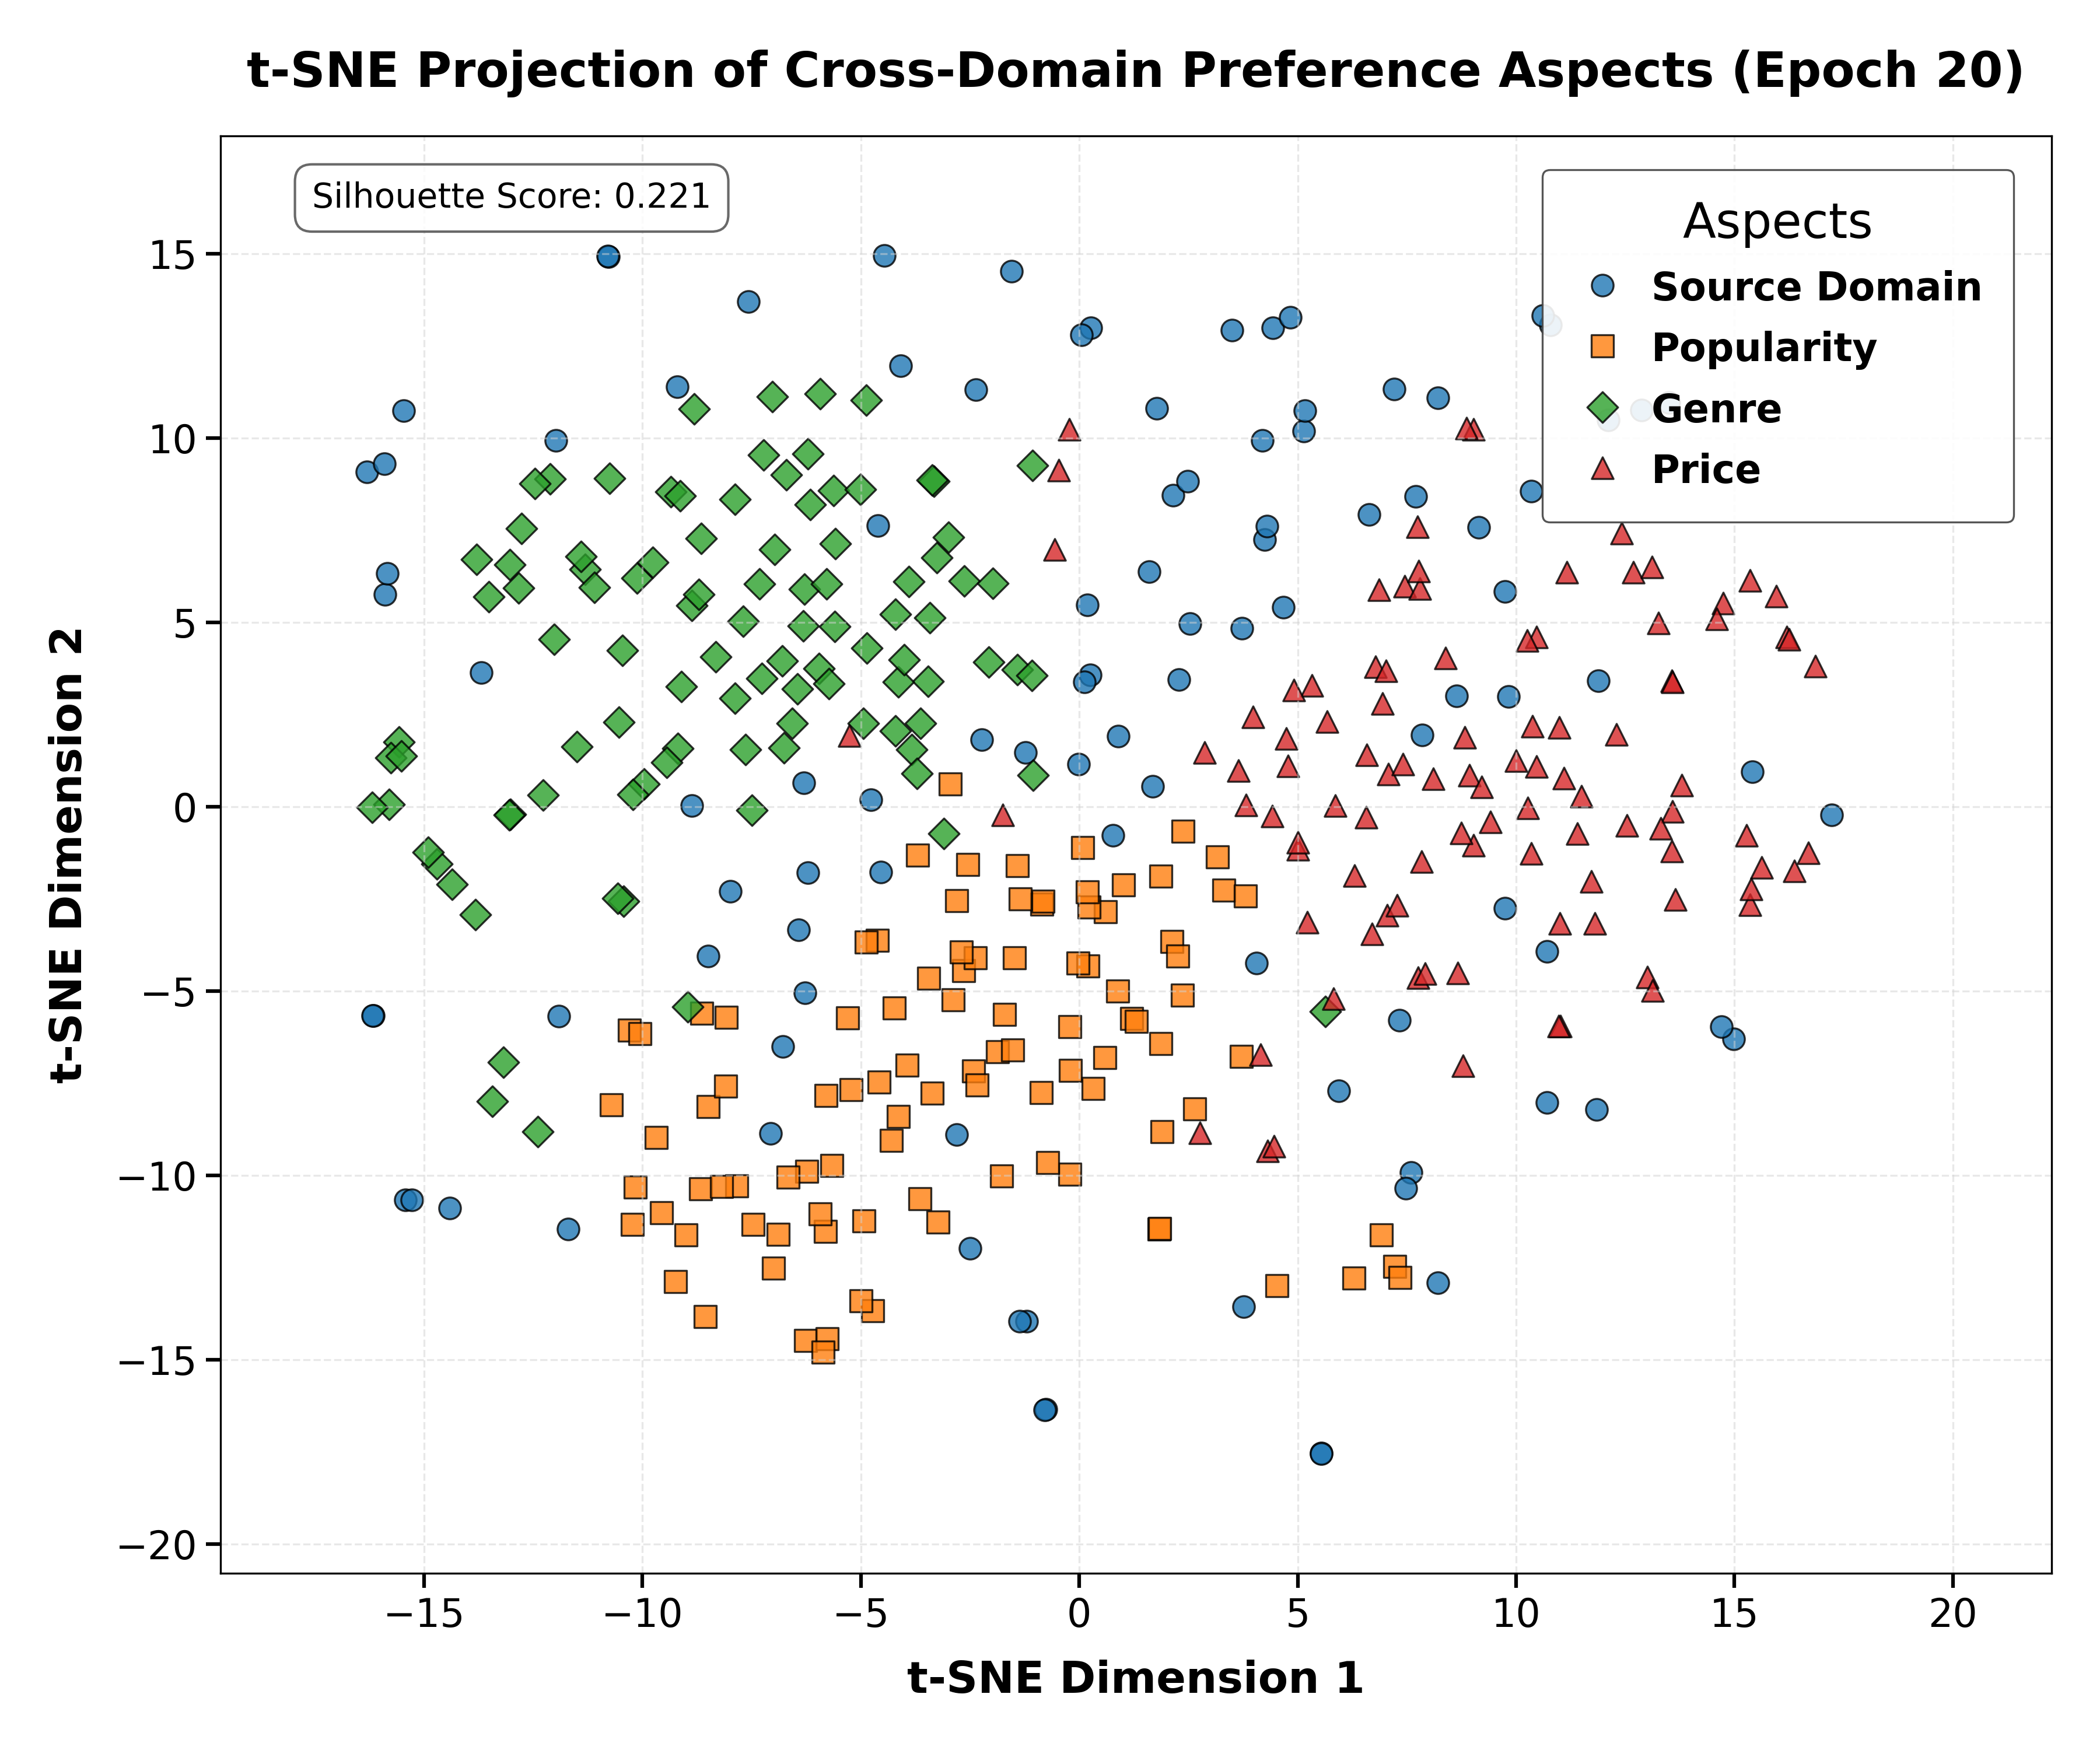 t-SNE Projection of Cross-Domain Preference Aspects (Epoch 20)
Silhouette Score: 0.221
Aspects
Source Domain
Popularity
Genre
Price
t-SNE Dimension 2
15
10
5
0
−5
−10
−15
−20
−15 −10 −5 0 5 10 15 20
t-SNE Dimension 1